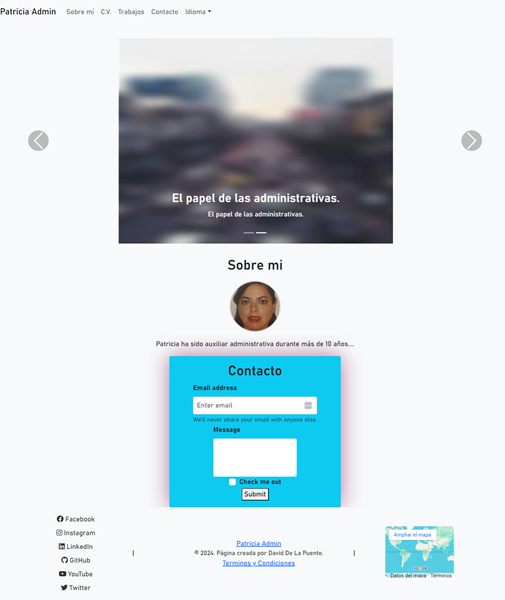 Patricia Admin Sobre mí C.V. Trabajos Contacto Idioma
El papel de las administrativas.
El papel de las administrativas.
Sobre mi
Patricia ha sido auxiliar administrativa durante más de 10 años....
Contacto
Email address
Enter email
We'll never share your email with anyone else.
Message
Check me out
Submit
Facebook
Instagram
LinkedIn
GitHub
YouTube
Twitter
|
Patricia Admin
© 2024. Página creada por David De La Puente.
Terminos y Condiciones
|
Ampliar el mapa
Datos del mapa Términos